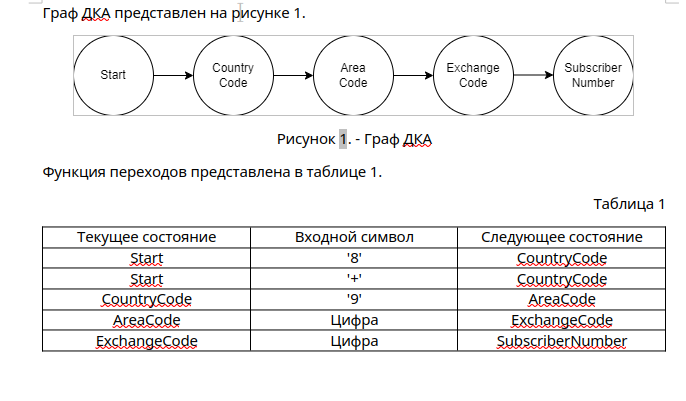 Граф ДКА представлен на рисунке 1.
Start
Country
Code
Area
Code
Exchange
Code
Subscriber
Number
Рисунок 1. - Граф ДКА
Функция переходов представлена в таблице 1.
Таблица 1
Текущее состояние Входной символ Следующее состояние
Start '8' CountryCode
Start '+' CountryCode
CountryCode '9' AreaCode
AreaCode Цифра ExchangeCode
ExchangeCode Цифра SubscriberNumber